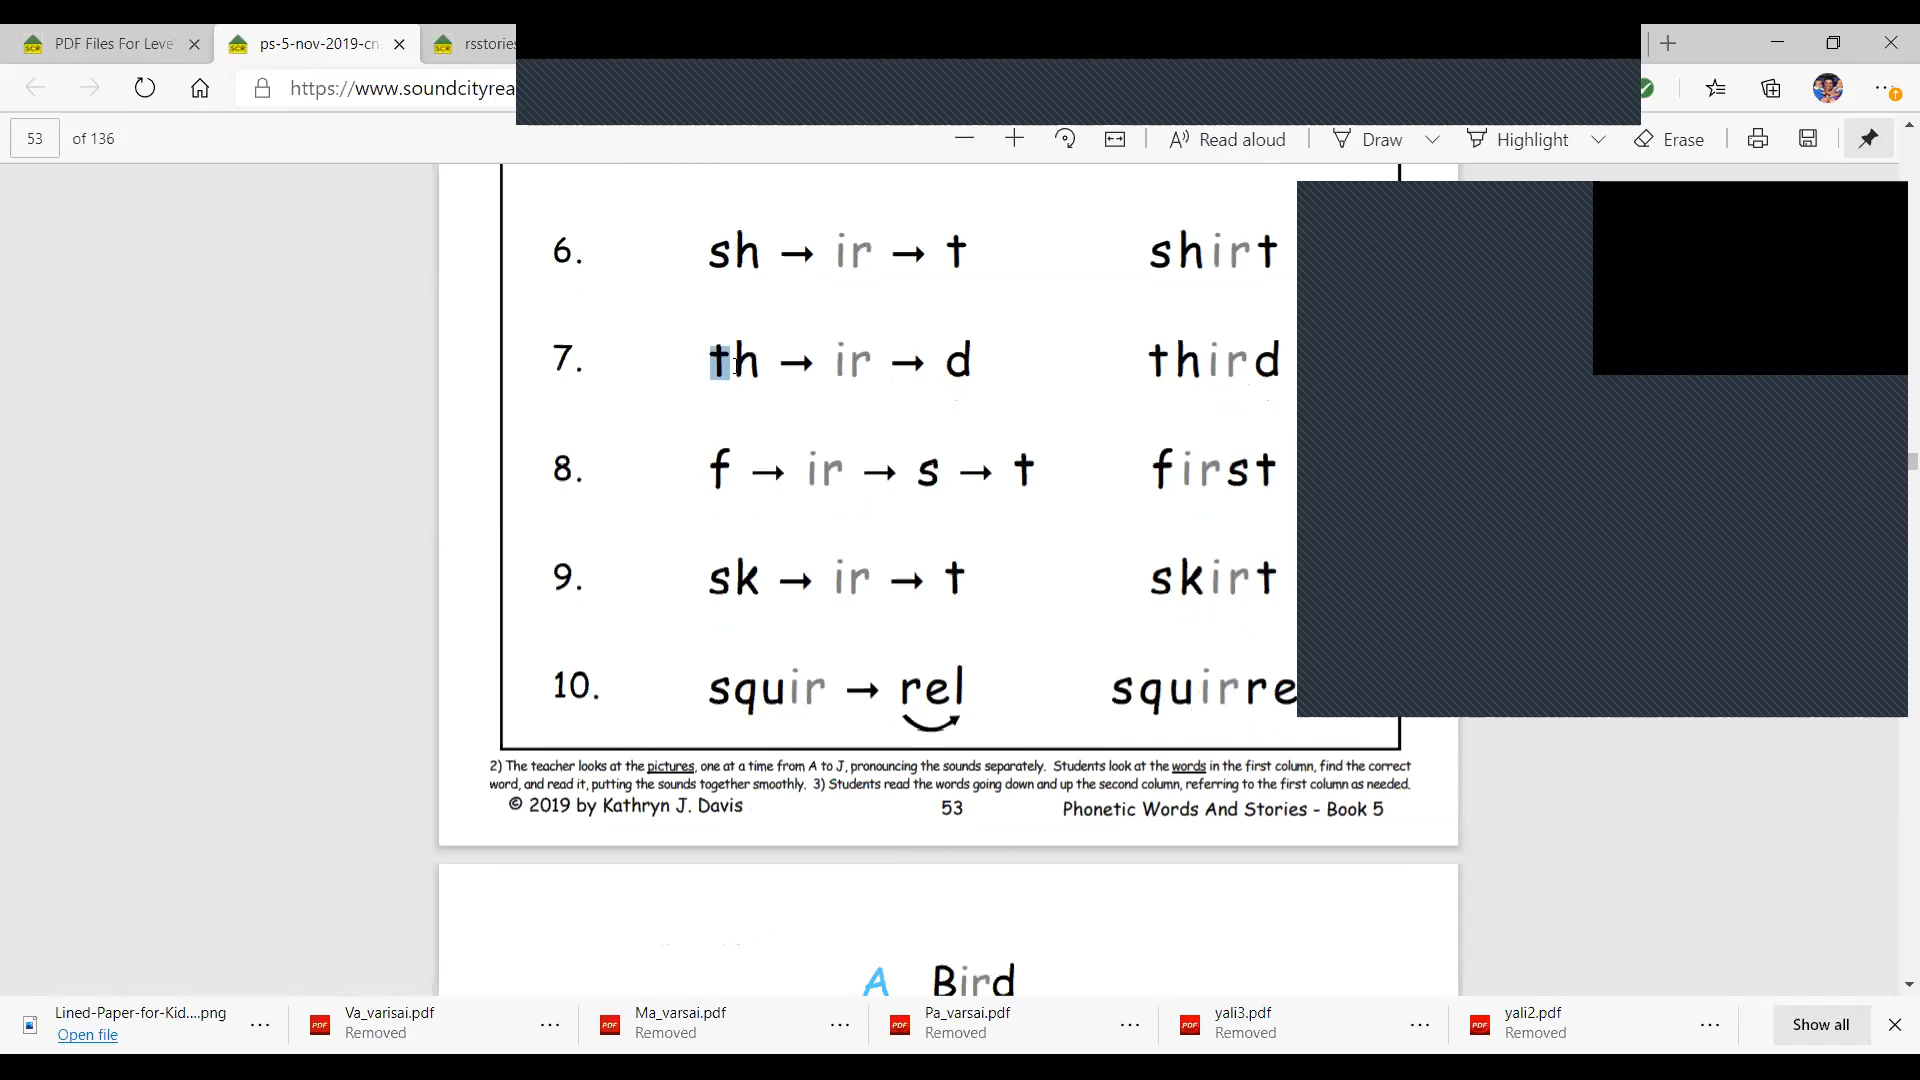 PDF Files For Leve
ps-5-nov-2019-cn
rsstories
https://www.soundcityrea
53 of 136
Read aloud
Draw
Highlight
Erase
6. sh → ir → t shirt
7. th → ir → d third
8. f → ir → s → t first
9. sk → ir → t skirt
10. squir → rel squirre
2) The teacher looks at the pictures, one at a time from A to J, pronouncing the sounds separately. Students look at the words in the first column, find the correct
word, and read it, putting the sounds together smoothly. 3) Students read the words going down and up the second column, referring to the first column as needed.
© 2019 by Kathryn J. Davis 53 Phonetic Words And Stories - Book 5
A Bird
Lined-Paper-for-Kid....png
Open file
Va_varisai.pdf
Removed
Ma_varsai.pdf
Removed
Pa_varsai.pdf
Removed
yali3.pdf
Removed
yali2.pdf
Removed
Show all